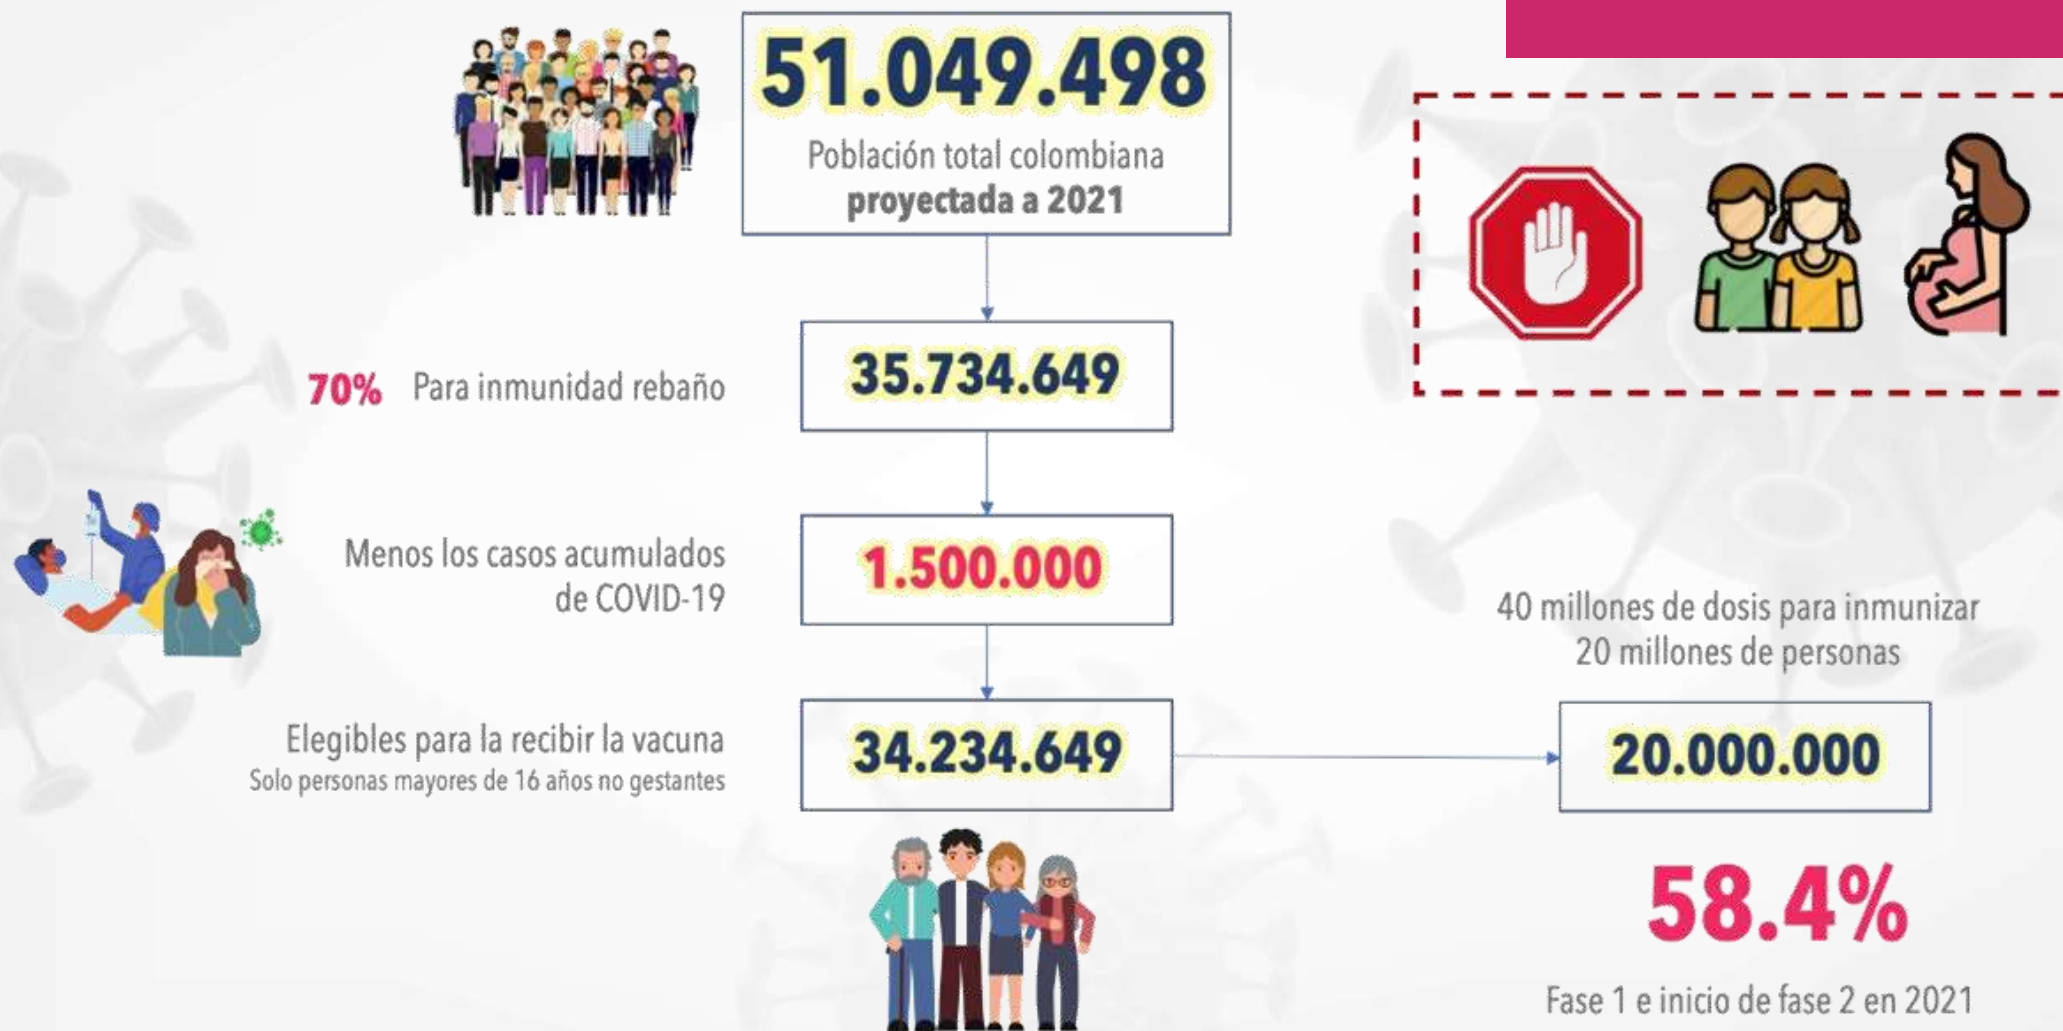 51.049.498
Población total colombiana
proyectada a 2021
70% Para inmunidad rebaño
35.734.649
Menos los casos acumulados
de COVID-19
1.500.000
Elegibles para la recibir la vacuna
Solo personas mayores de 16 años no gestantes
34.234.649
40 millones de dosis para inmunizar
20 millones de personas
20.000.000
58.4%
Fase 1 e inicio de fase 2 en 2021